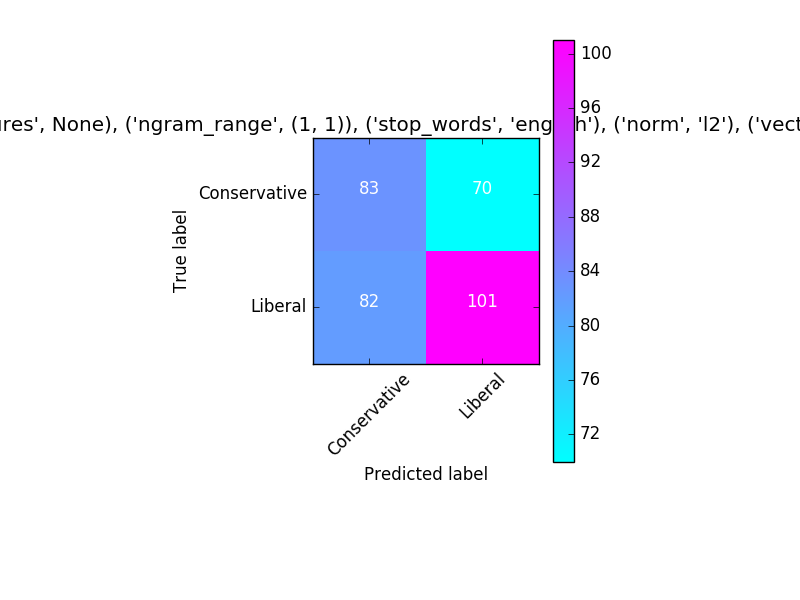 ures', None), ('ngram_range', (1, 1)), ('stop_words', 'english'), ('norm', 'l2'), ('vect
100
96
92
88
84
80
76
72
Conservative 83 70
Liberal 82 101
True label
Conservative Liberal
Predicted label